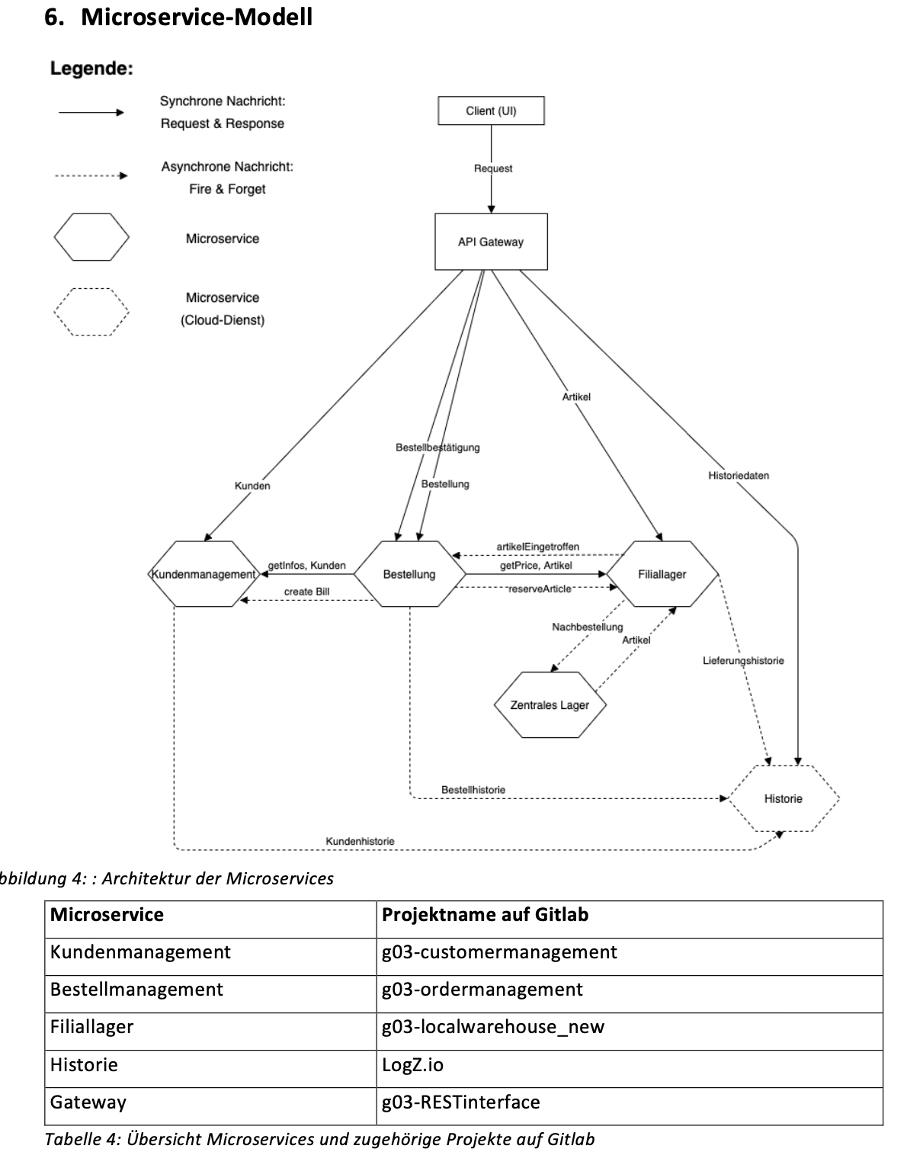 6. Microservice-Modell
Legende:
Synchrone Nachricht:
Request & Response
Asynchrone Nachricht:
Fire & Forget
Microservice
Microservice
(Cloud-Dienst)
Client (UI)
Request
API Gateway
Artikel
Bestellbestätigung
Historiedaten
Bestellung
Kunden
artikelEingetroffen
getInfos, Kunden
getPrice, Artikel
Kundenmanagement
Bestellung
Filiallager
create Bill
reserveArticle
Nachbestellung
Artikel
Lieferungshistorie
Zentrales Lager
Bestellhistorie
Historie
Kundenhistorie
bbildung 4: : Architektur der Microservices
Microservice Projektname auf Gitlab
Kundenmanagement g03-customermanagement
Bestellmanagement g03-ordermanagement
Filiallager g03-localwarehouse_new
Historie LogZ.io
Gateway g03-RESTinterface
Tabelle 4: Übersicht Microservices und zugehörige Projekte auf Gitlab